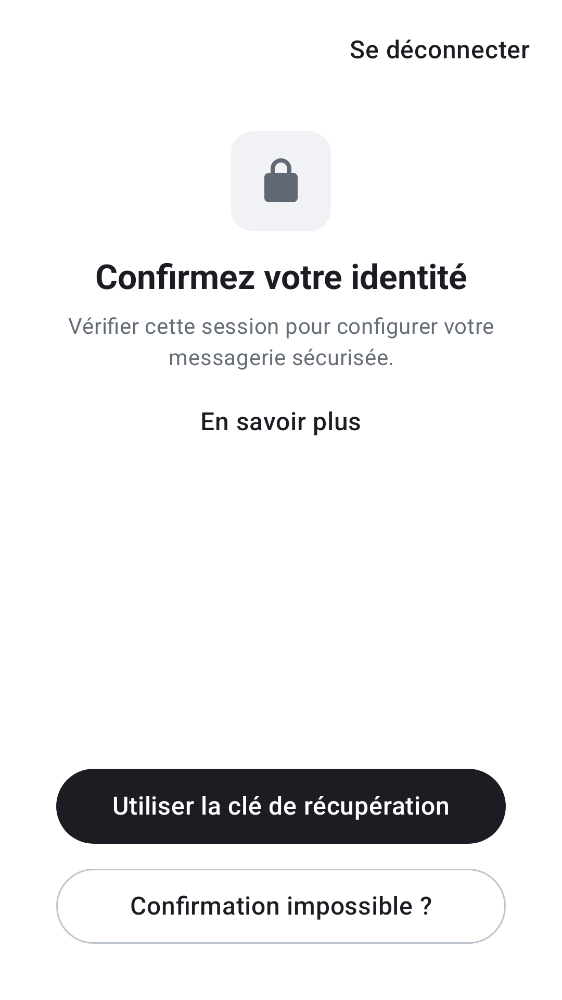 Se déconnecter
Confirmez votre identité
Vérifier cette session pour configurer votre
messagerie sécurisée.
En savoir plus
Utiliser la clé de récupération
Confirmation impossible ?